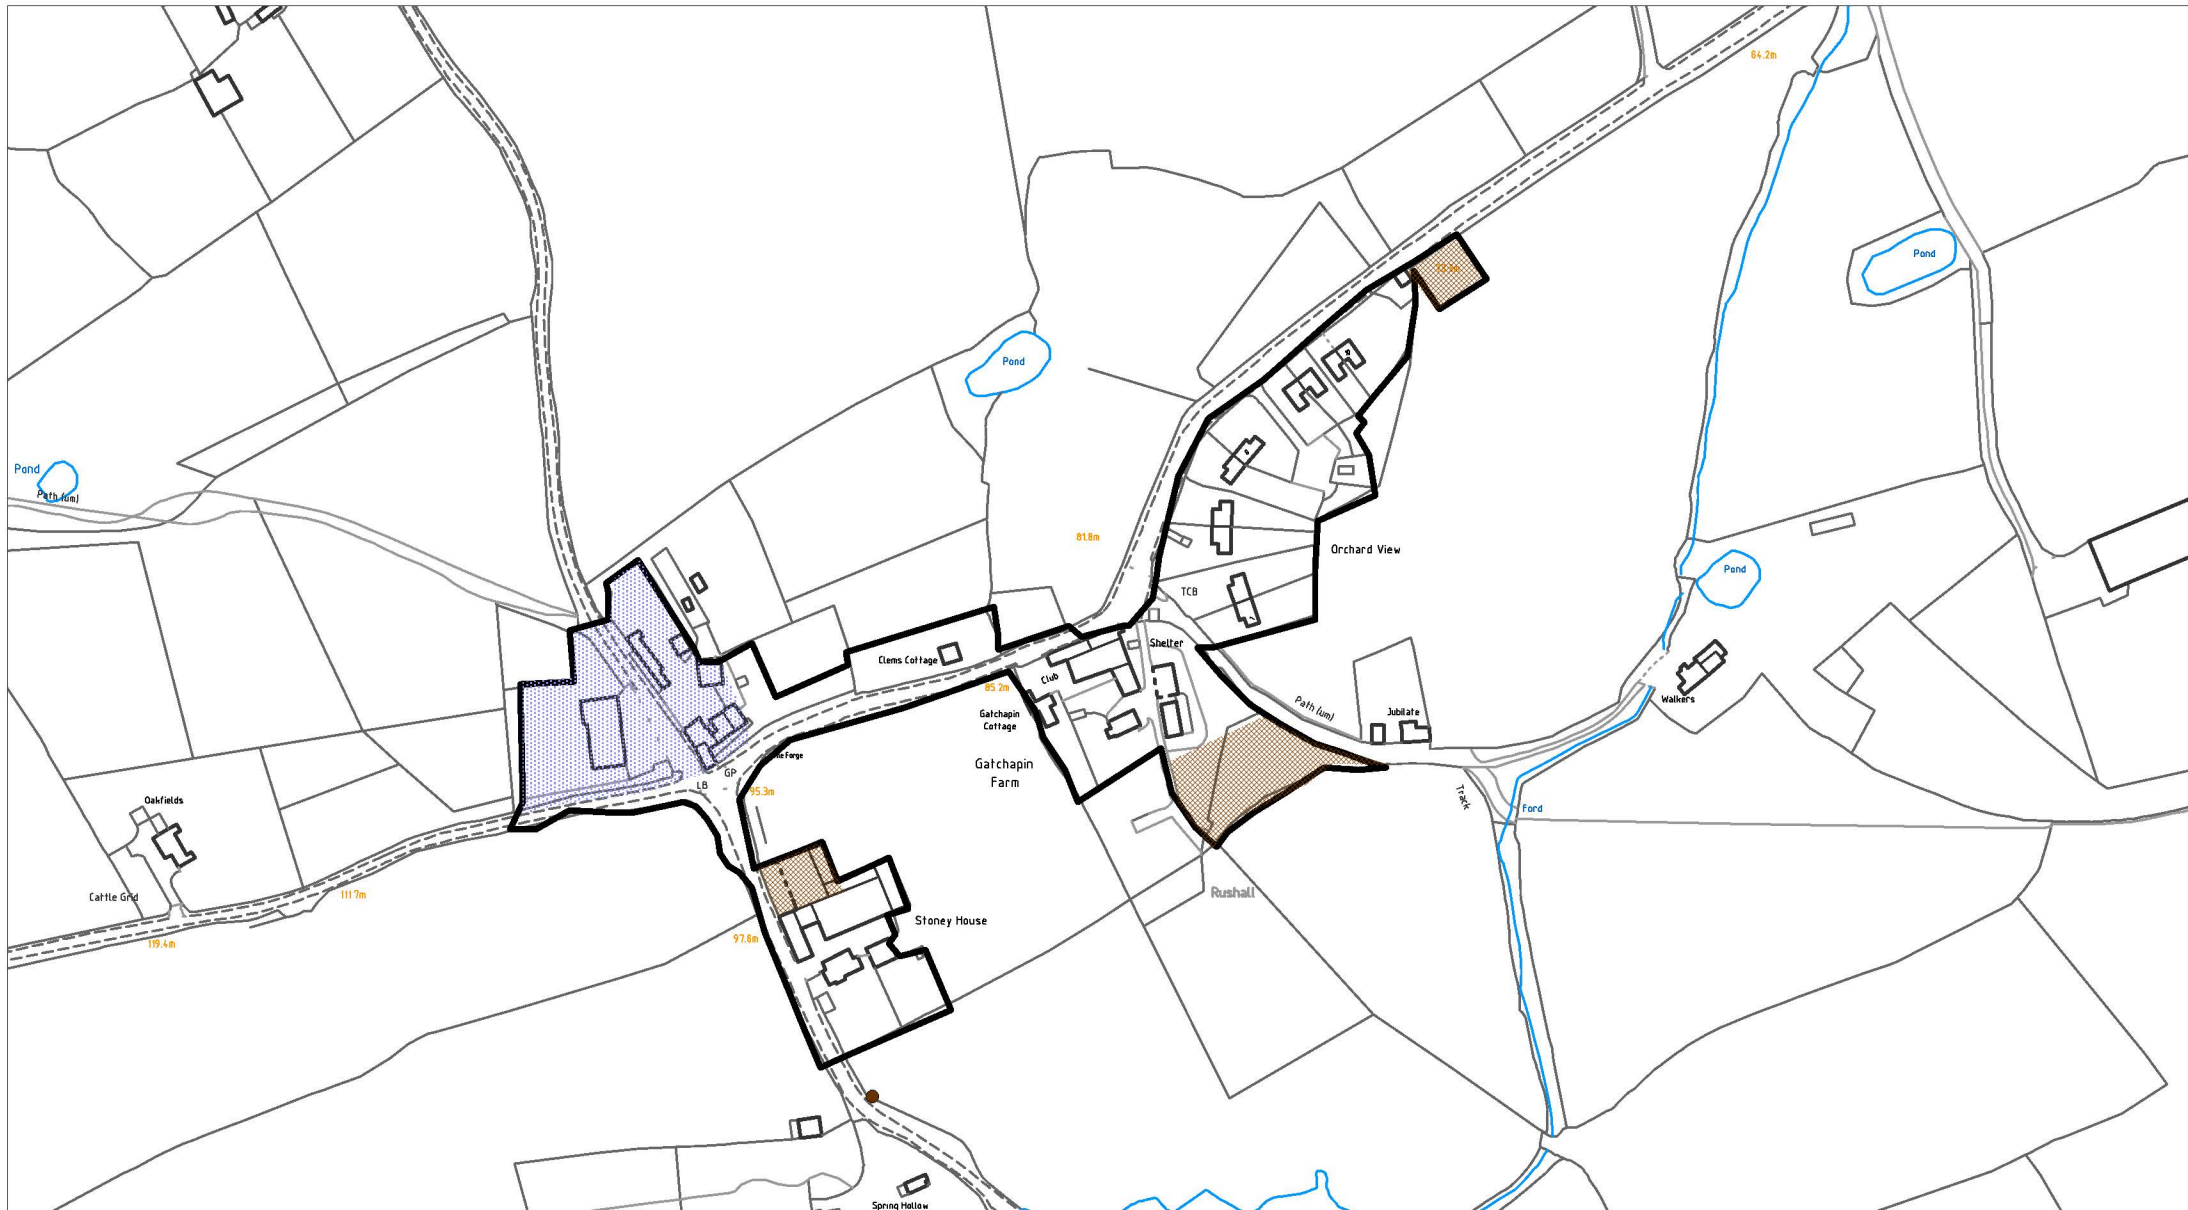 64.2m
Pond
Pond
Pond
Path (um)
81.8m
Orchard View
Pond
TCB
Shelter
Clems Cottage
Club
85.2m
Gatchapin
Cottage
Path (um)
Jubilate
Walkers
Gatchapin
Farm
GP
LB
95.3m
Track
Ford
Oakfields
Cattle Grid
111.7m
119.4m
Rushall
Stoney House
97.6m
Spring Hollow